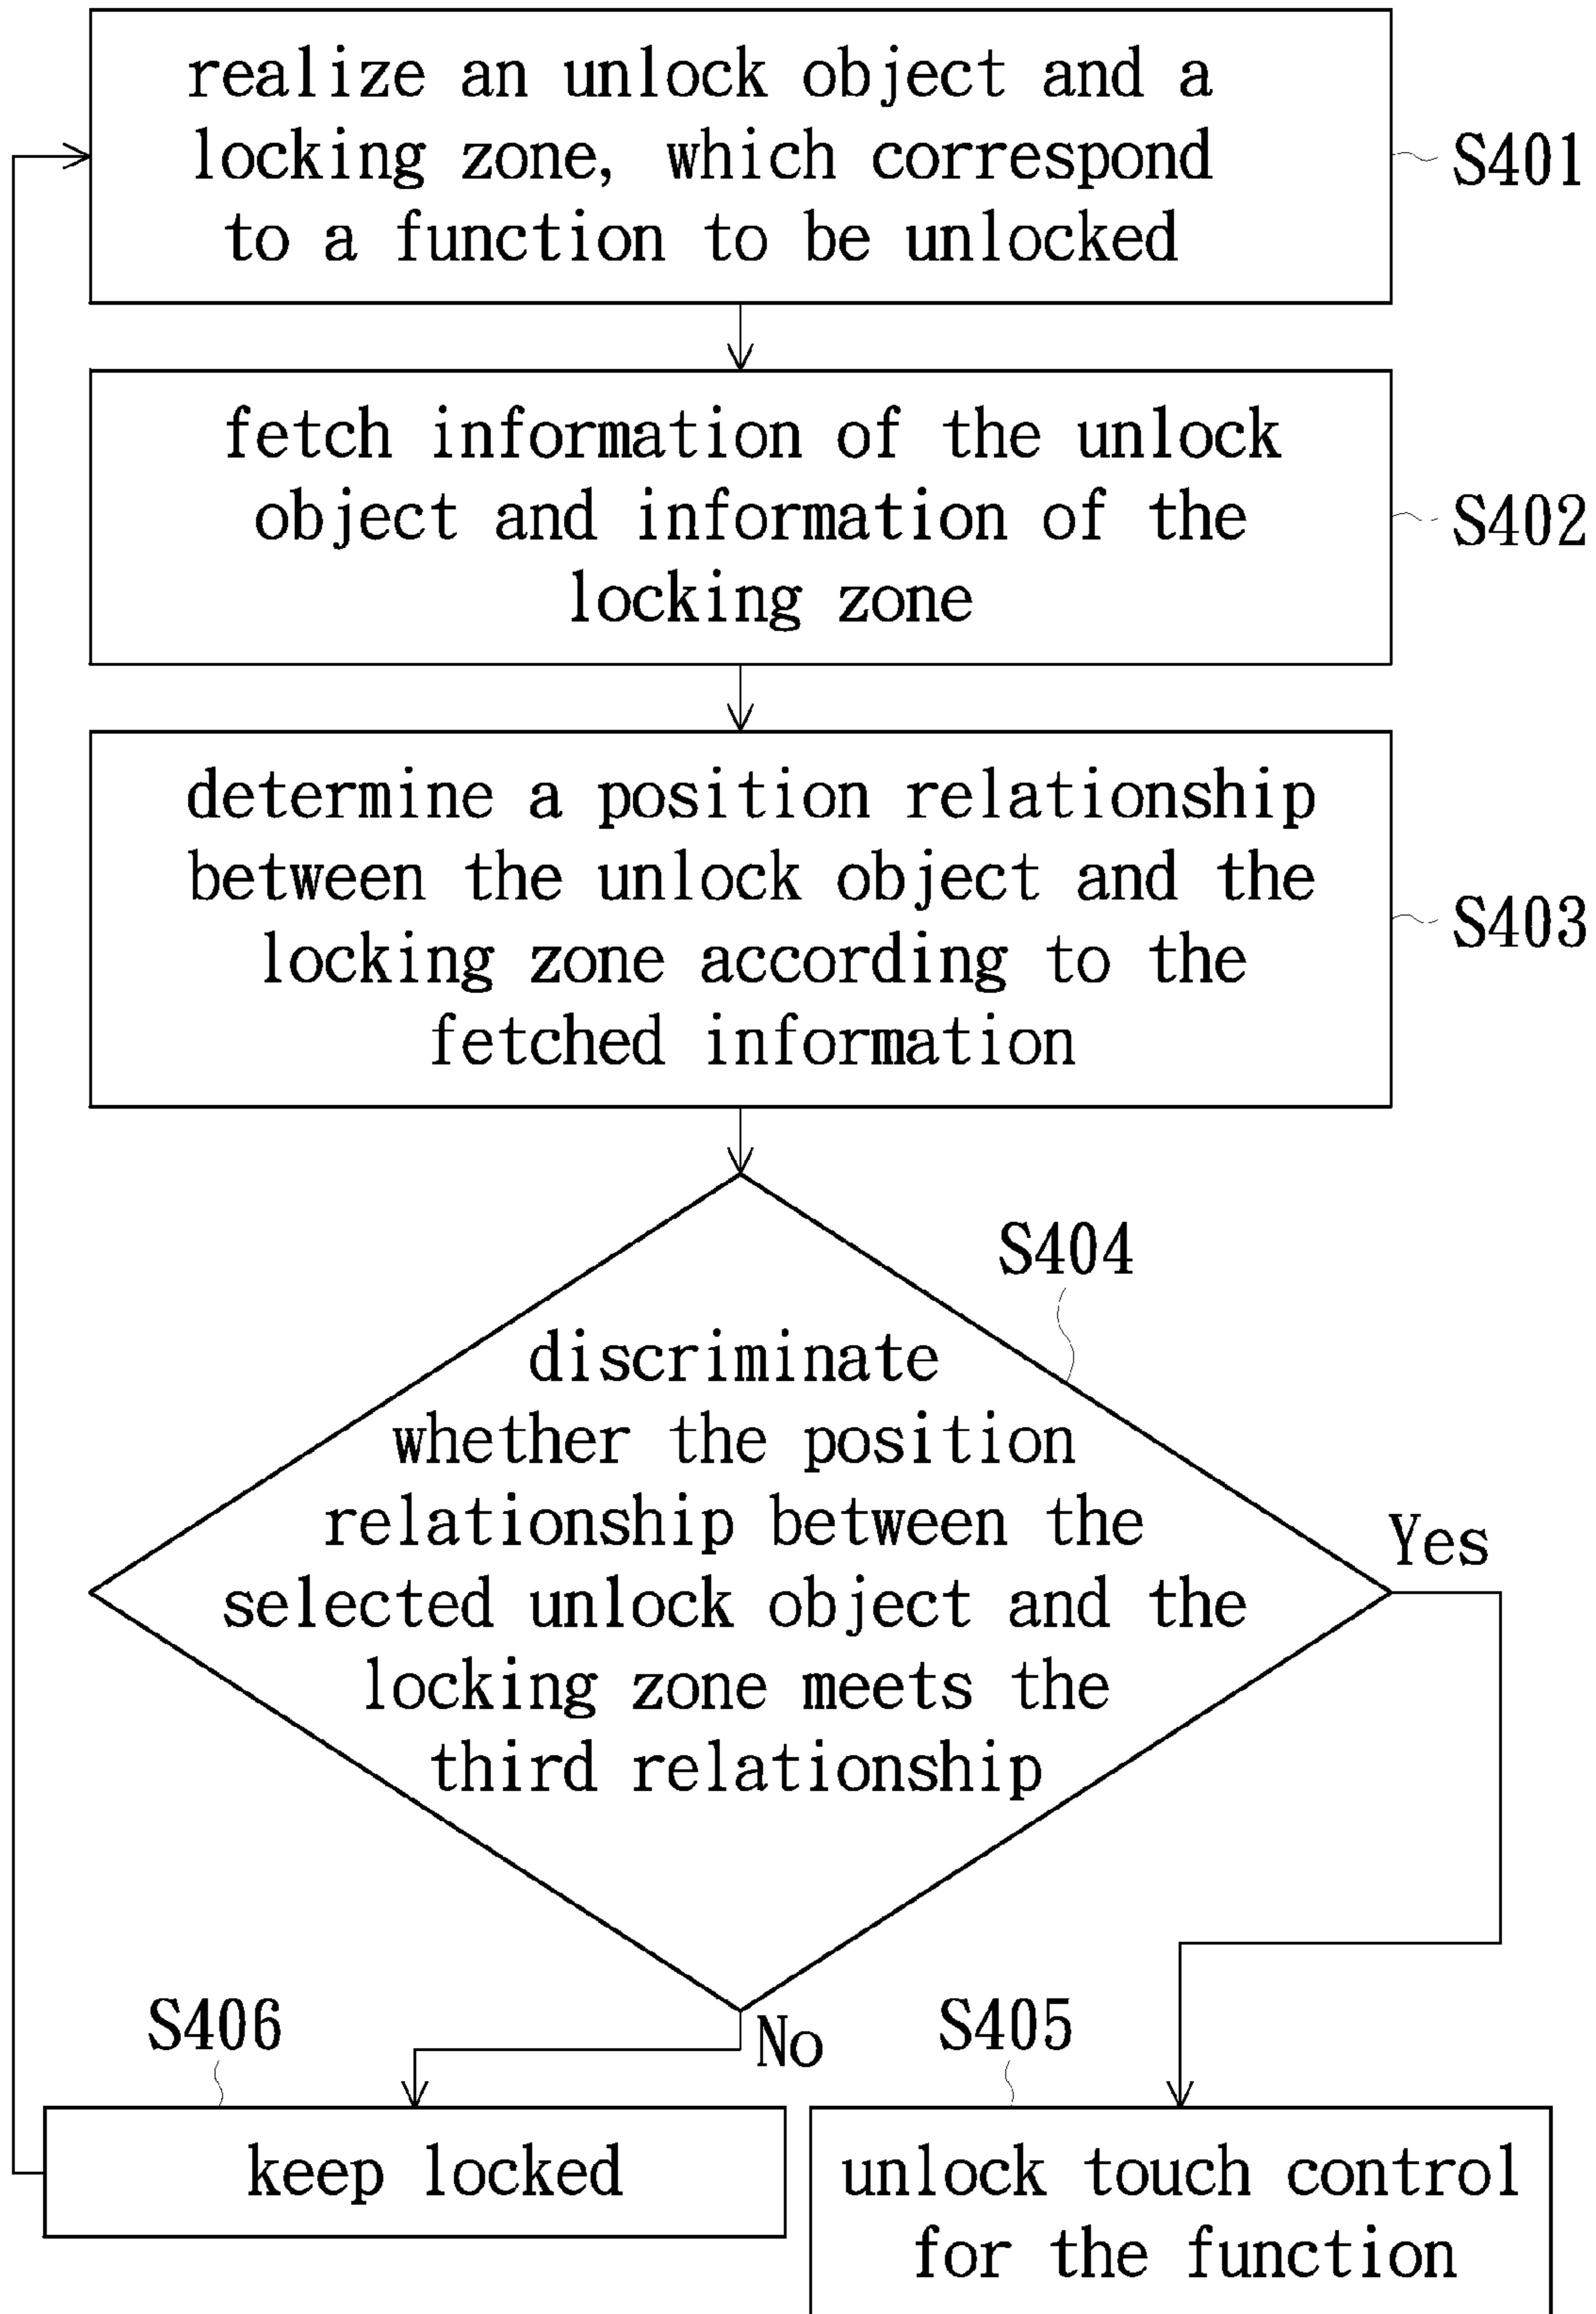 realize an unlock object and a
locking zone, which correspond
to a function to be unlocked
S401
fetch information of the unlock
object and information of the
locking zone
S402
determine a position relationship
between the unlock object and the
locking zone according to the
fetched information
S403
S404
discriminate
whether the position
relationship between the
selected unlock object and the
locking zone meets the
third relationship
Yes
No
S406
keep locked
S405
unlock touch control
for the function